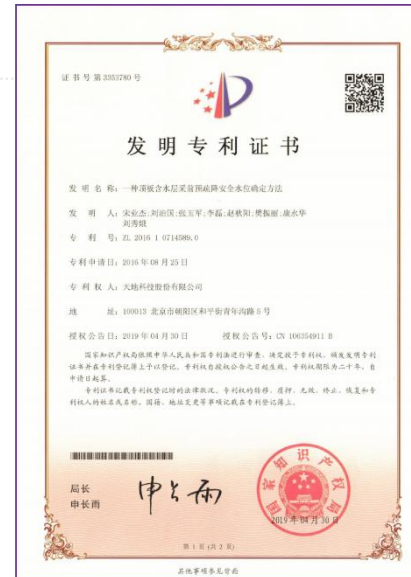 证书号第3353780号
发明专利证书
发 明 名 称：一种顶板含水层采前预疏降安全水位确定方法
发 明 人：宋业杰;刘治国;张玉军;李磊;赵秋阳;樊振丽;康永华
刘秀娥
专 利 号：ZL 2016 1 0714589.0
专利申请日：2016年08月25日
专 利 权 人：天地科技股份有限公司
地 址：100013 北京市朝阳区和平街青年沟路5号
授权公告日：2019年04月30日 授权公告号：CN 106354911 B
国家知识产权局依照中华人民共和国专利法进行审查，决定授予专利权，颁发发明专利
证书并在专利登记簿上予以登记。专利权自授权公告之日起生效。专利权期限为二十年，自
申请日起算。
专利证书记载专利权登记时的法律状况。专利权的转移、质押、无效、终止、恢复和专
利权人的姓名或名称、国籍、地址变更等事项记载在专利登记簿上。
局长
申长雨
申长雨
国家知识产权局
2019年04月30日
第 1 页 (共 2 页)
其他事项参见背面